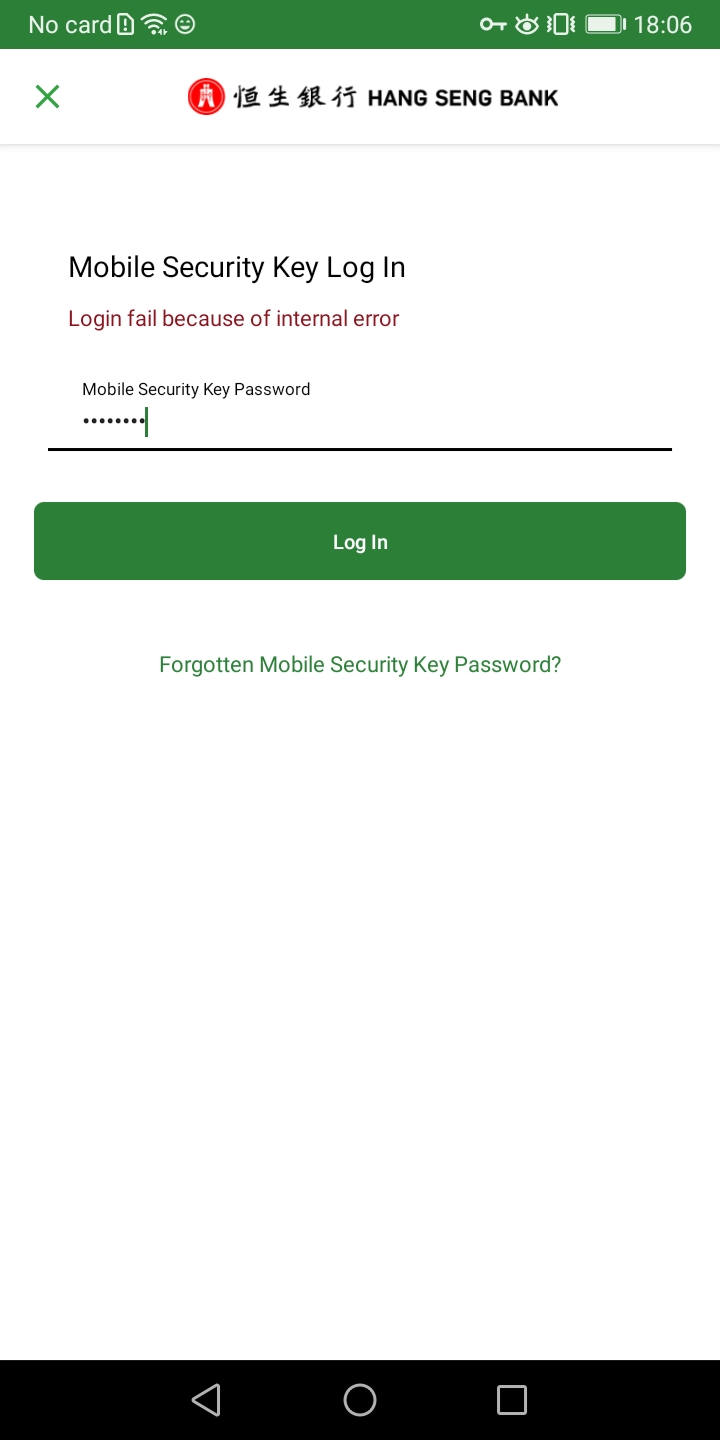 No card 18:06
恒生銀行 HANG SENG BANK
Mobile Security Key Log In
Login fail because of internal error
Mobile Security Key Password
••••••••
Log In
Forgotten Mobile Security Key Password?